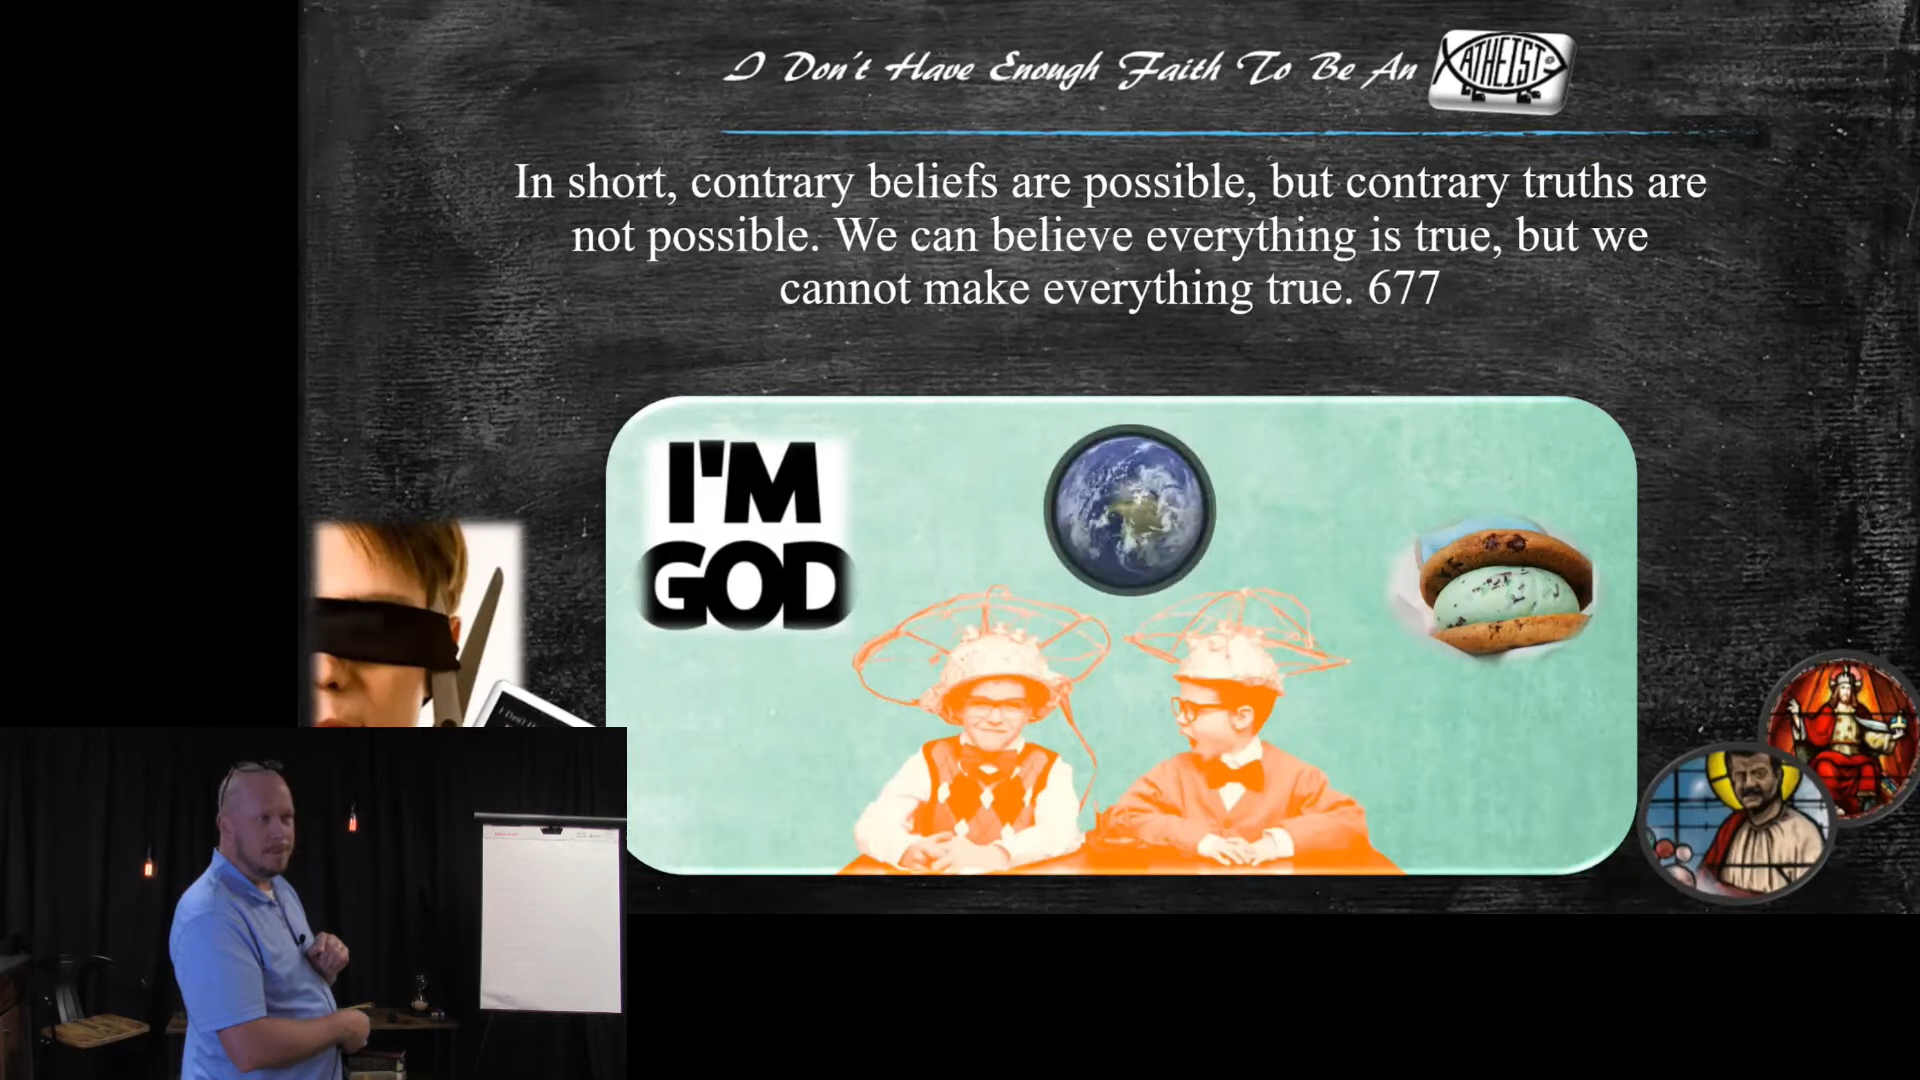 I Don't Have Enough Faith To Be An
ATHEIST
In short, contrary beliefs are possible, but contrary truths are
not possible. We can believe everything is true, but we
cannot make everything true. 677
I'M
GOD